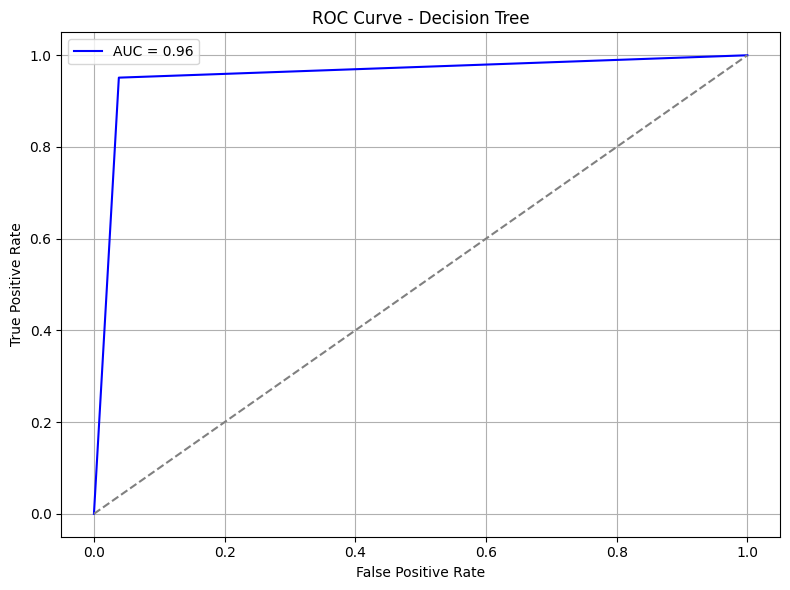 ROC Curve - Decision Tree
AUC = 0.96
True Positive Rate
1.0
0.8
0.6
0.4
0.2
0.0
0.0 0.2 0.4 0.6 0.8 1.0
False Positive Rate